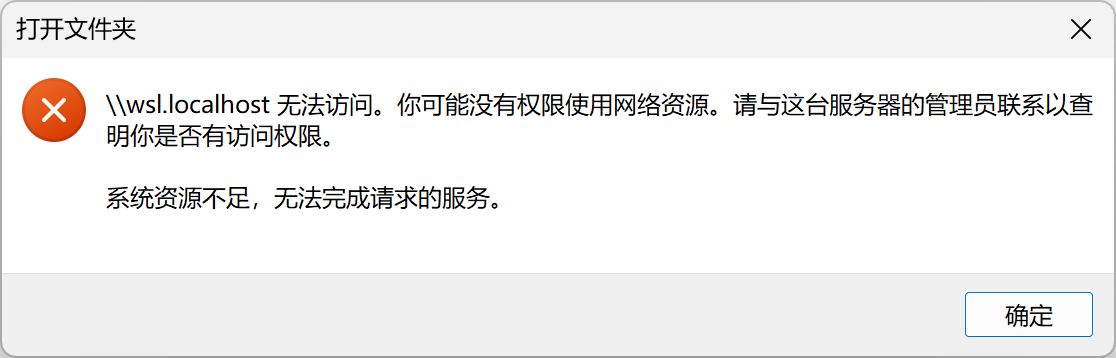 打开文件夹
\\wsl.localhost 无法访问。你可能没有权限使用网络资源。请与这台服务器的管理员联系以查
明你是否有访问权限。
系统资源不足，无法完成请求的服务。
确定